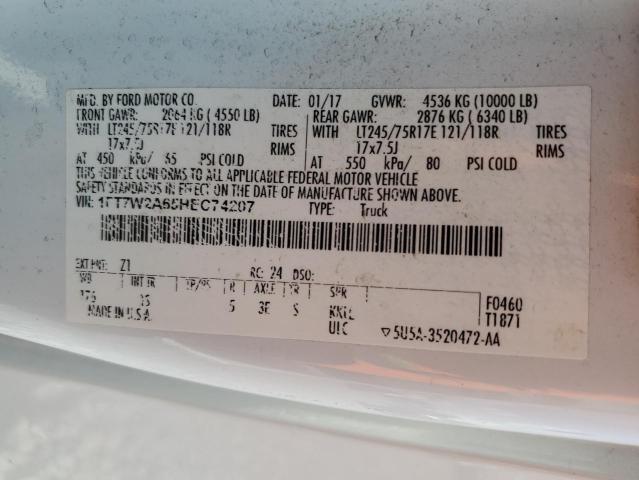 MFD. BY FORD MOTOR CO. DATE: 01/17 GVWR: 4536 KG (10000 LB)
FRONT GAWR: 2064 KG ( 4550 LB) REAR GAWR: 2876 KG ( 6340 LB)
WITH LT245/75R17E 121/118R TIRES WITH LT245/75R17E 121/118R TIRES
17x7.5J RIMS 17x7.5J RIMS
AT 450 kPa/ 65 PSI COLD AT 550 kPa/ 80 PSI COLD
THIS VEHICLE CONFORMS TO ALL APPLICABLE FEDERAL MOTOR VEHICLE
SAFETY STANDARDS IN EFFECT ON THE DATE OF MANUFACTURE SHOWN ABOVE.
VIN: 1FT7W2A65HEC74207 TYPE: Truck
EXT PNT: Z1 RC: 24 DSO:
WB INT TR TP/PS R AXLE TR SPR F0460
176 5 3E S T1871
MADE IN U.S.A. UIC ▽5U5A-3520472-AA